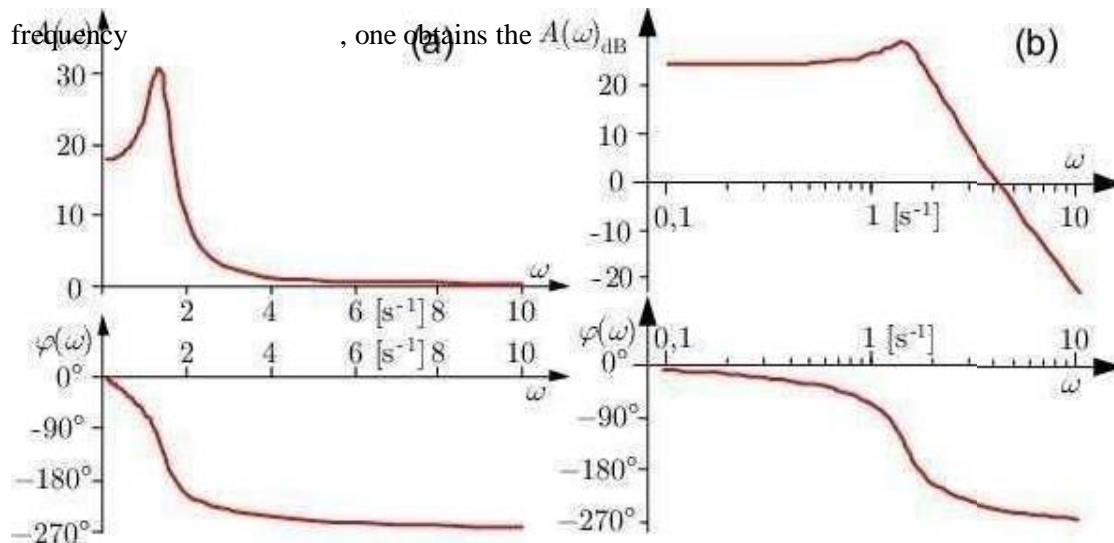 frequency , one obtains the
A(ω) (a) A(ω)dB (b)
30
20
10
0
2 4 6 [s⁻¹] 8 10 ω
φ(ω) 2 4 6 [s⁻¹] 8 10
0° ω
-90°
−180°
−270°
20
10
0 ω
0,1 1 [s⁻¹] 10
-10
-20
φ(ω) 0,1 1 [s⁻¹] 10
0° ω
−90°
−180°
−270°